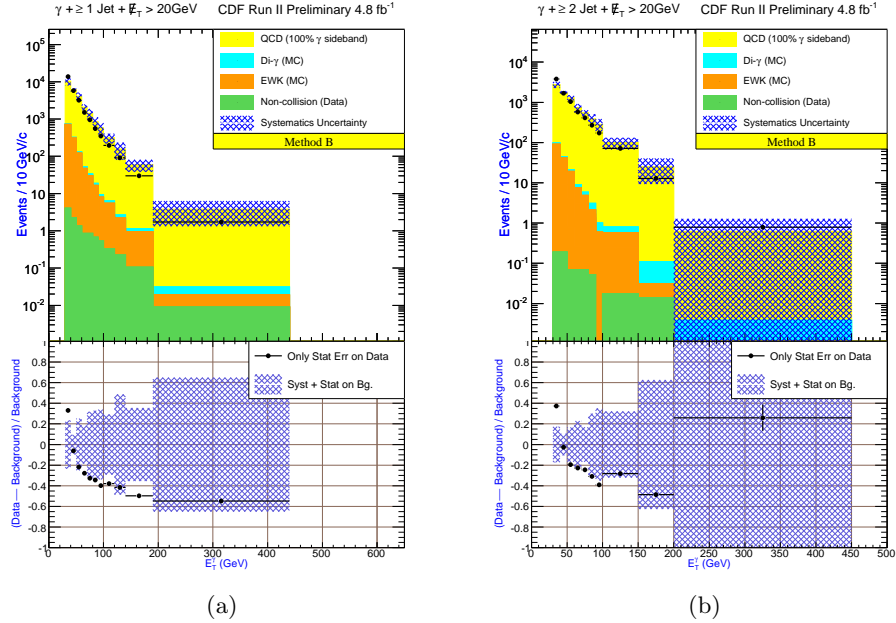 γ + ≥ 1 Jet + E̸_T > 20GeV CDF Run II Preliminary 4.8 fb⁻¹
Events / 10 GeV/c
10⁵
10⁴
10³
10²
10
1
10⁻¹
10⁻²
QCD (100% γ sideband)
Di-γ (MC)
EWK (MC)
Non-collision (Data)
Systematics Uncertainty
Method B
(Data — Background) / Background
0.8
0.6
0.4
0.2
0
-0.2
-0.4
-0.6
-0.8
-1
Only Stat Err on Data
Syst + Stat on Bg.
0 100 200 300 400 500 600
E_T^γ (GeV)
(a)
γ + ≥ 2 Jet + E̸_T > 20GeV CDF Run II Preliminary 4.8 fb⁻¹
Events / 10 GeV/c
10⁵
10⁴
10³
10²
10
1
10⁻¹
10⁻²
QCD (100% γ sideband)
Di-γ (MC)
EWK (MC)
Non-collision (Data)
Systematics Uncertainty
Method B
(Data — Background) / Background
0.8
0.6
0.4
0.2
0
-0.2
-0.4
-0.6
-0.8
-1
Only Stat Err on Data
Syst + Stat on Bg.
0 50 100 150 200 250 300 350 400 450 500
E_T^γ (GeV)
(b)